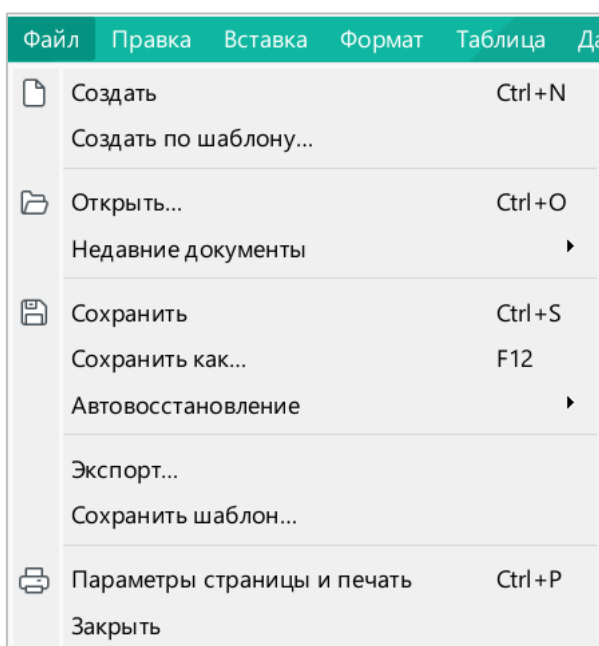 Файл Правка Вставка Формат Таблица Да
Создать Ctrl+N
Создать по шаблону...
Открыть... Ctrl+O
Недавние документы
Сохранить Ctrl+S
Сохранить как... F12
Автовосстановление
Экспорт...
Сохранить шаблон...
Параметры страницы и печать Ctrl+P
Закрыть